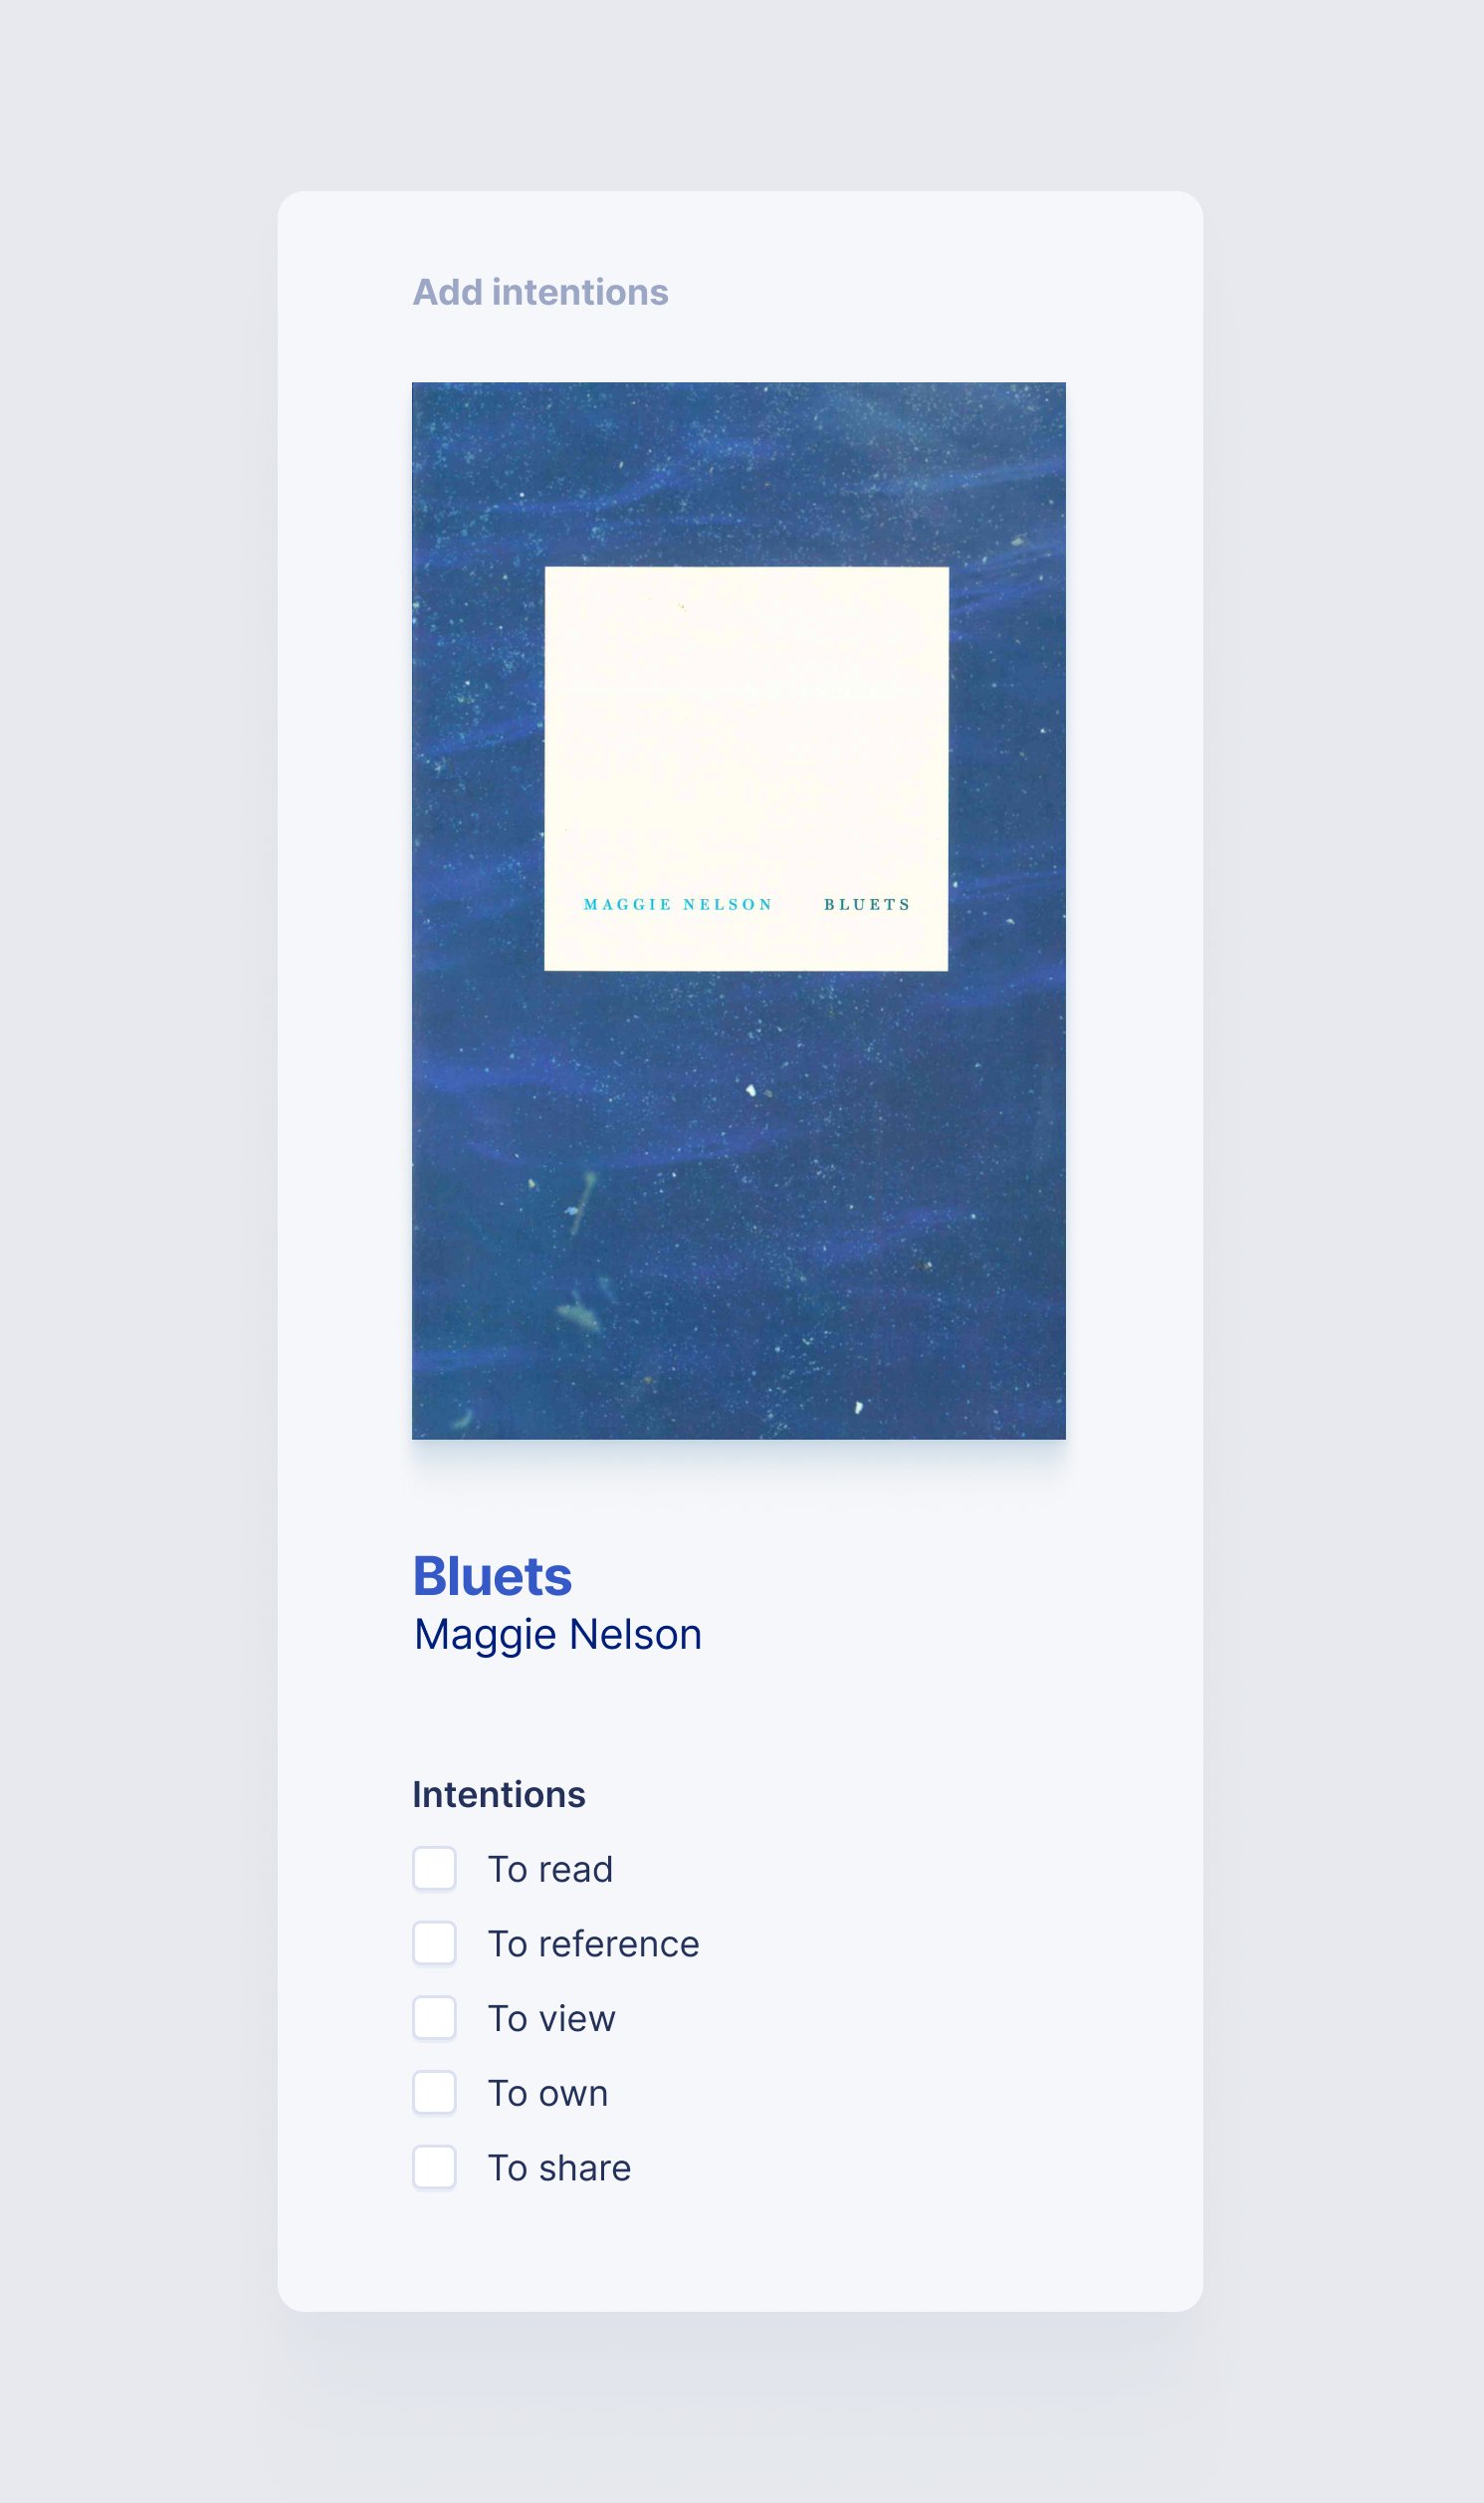 Add intentions
MAGGIE NELSON BLUETS
Bluets
Maggie Nelson
Intentions
To read
To reference
To view
To own
To share